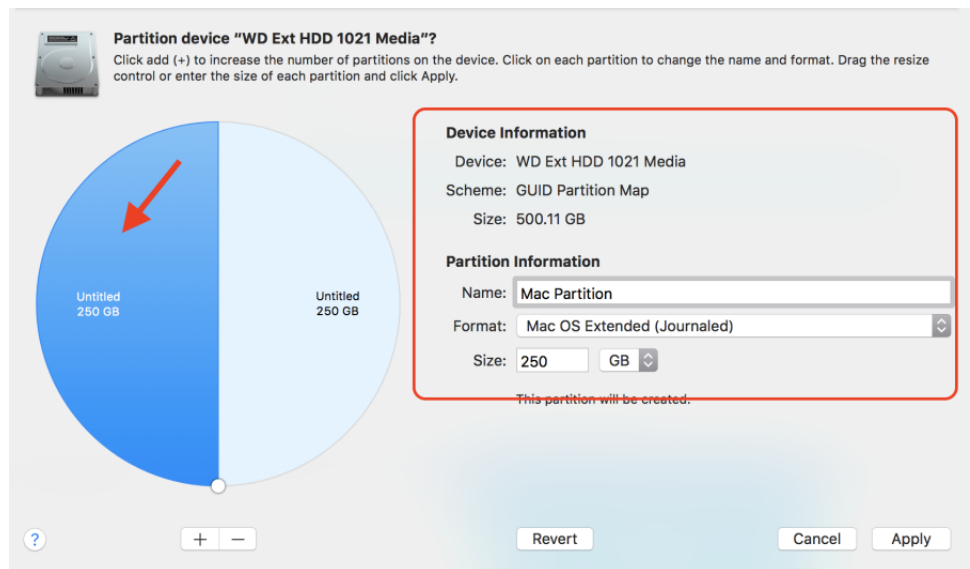 Partition device “WD Ext HDD 1021 Media”?
Click add (+) to increase the number of partitions on the device. Click on each partition to change the name and format. Drag the resize
control or enter the size of each partition and click Apply.
Untitled
250 GB
Untitled
250 GB
Device Information
Device: WD Ext HDD 1021 Media
Scheme: GUID Partition Map
Size: 500.11 GB
Partition Information
Name: Mac Partition
Format: Mac OS Extended (Journaled)
Size: 250 GB
This partition will be created.
? + − Revert Cancel Apply